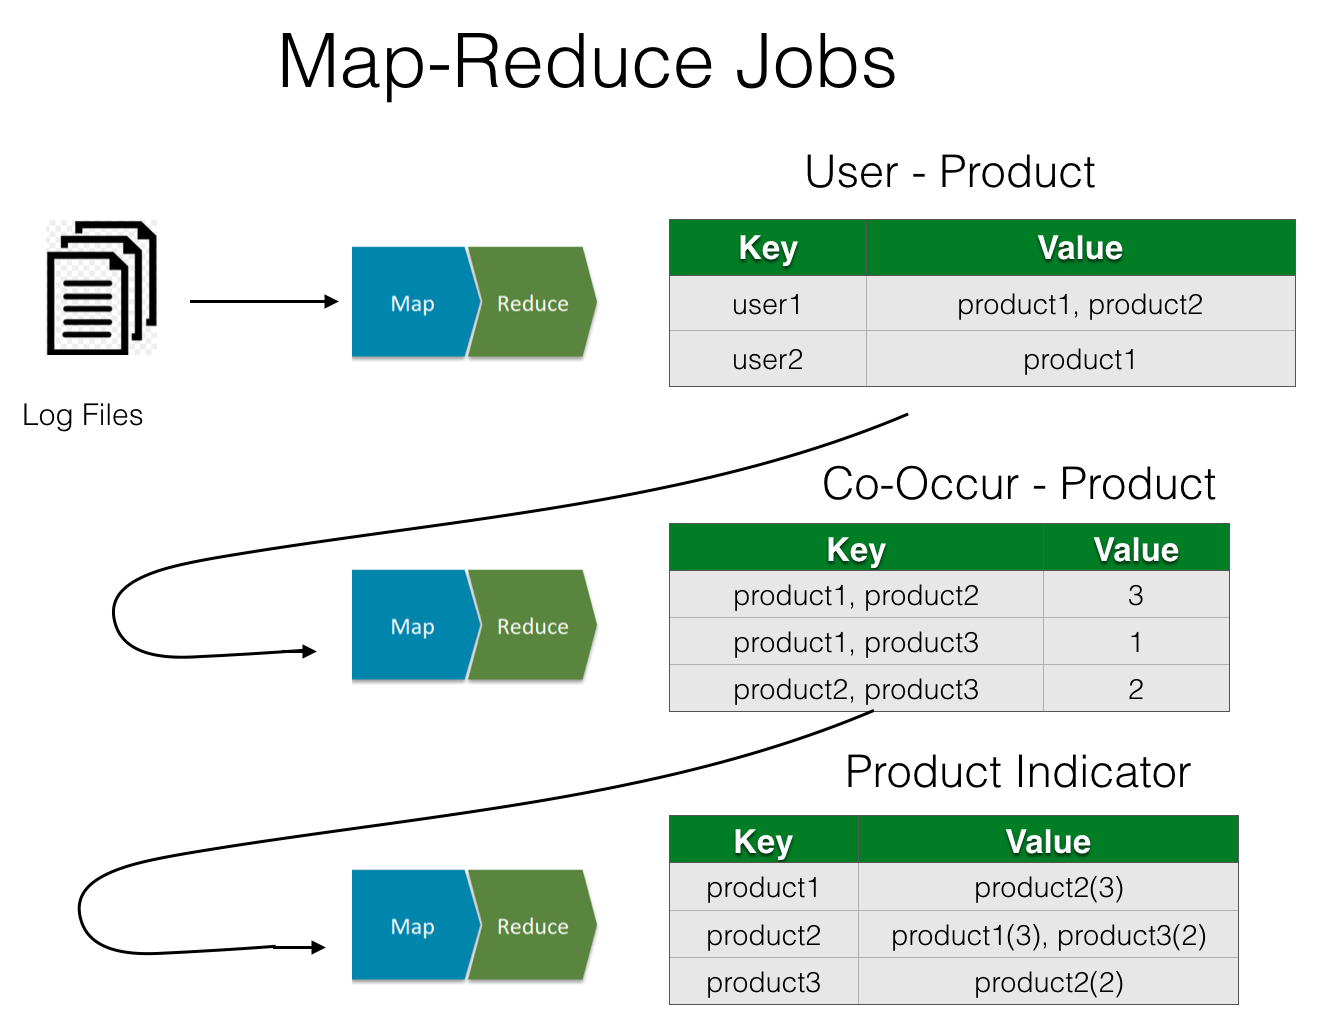 Map-Reduce Jobs
User - Product
Key Value
user1 product1, product2
user2 product1
Map Reduce
Log Files
Co-Occur - Product
Key Value
product1, product2 3
product1, product3 1
product2, product3 2
Map Reduce
Product Indicator
Key Value
product1 product2(3)
product2 product1(3), product3(2)
product3 product2(2)
Map Reduce